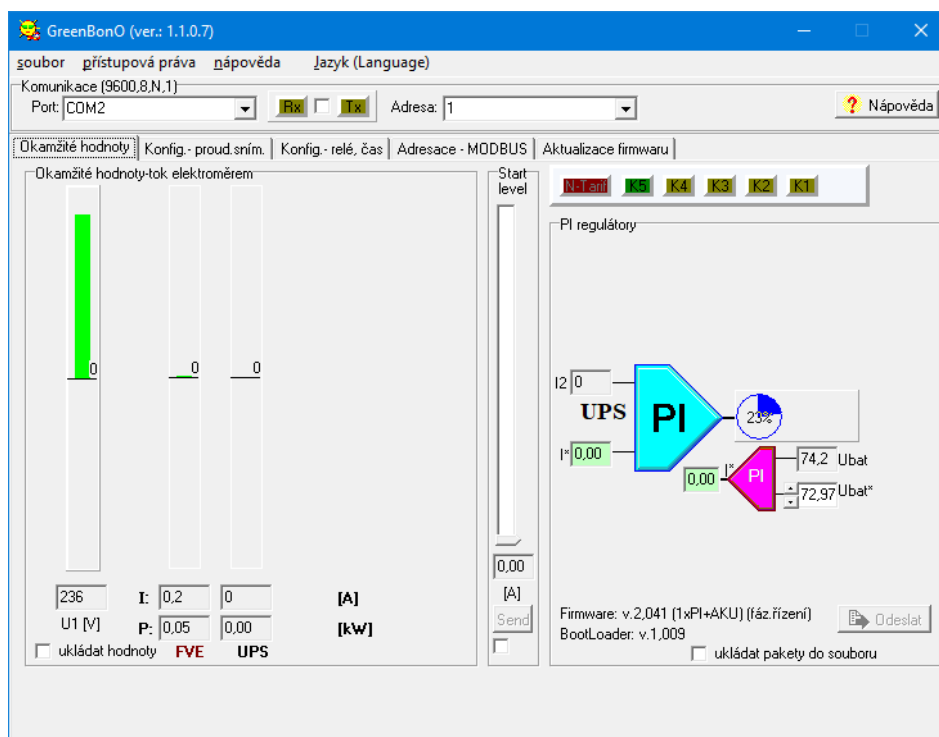 GreenBonO (ver.: 1.1.0.7)
soubor přístupová práva nápověda Jazyk (Language)
Komunikace (9600,8,N,1)
Port: COM2 Rx Tx Adresa: 1 ? Nápověda
Okamžité hodnoty Konfig.- proud.sním. Konfig.- relé, čas Adresace - MODBUS Aktualizace firmwaru
Okamžité hodnoty-tok elektroměrem
Start
level
N-Tarif K5 K4 K3 K2 K1
PI regulátory
0 0 0
I2 0
UPS PI 23%
I* 0,00
0,00 I* PI 74,2 Ubat
72,97 Ubat*
0,00
[A]
Send
236 I: 0,2 0 [A]
U1 [V] P: 0,05 0,00 [kW]
ukládat hodnoty FVE UPS
Firmware: v.2,041 (1xPI+AKU) (fáz.řízení)
BootLoader: v.1,009
Odeslat
ukládat pakety do souboru